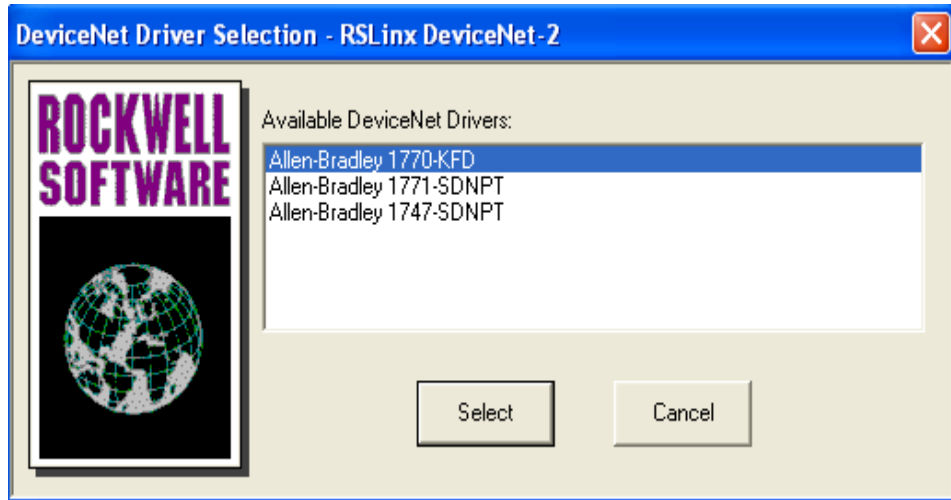 DeviceNet Driver Selection - RSLinx DeviceNet-2
ROCKWELL
SOFTWARE
Available DeviceNet Drivers:
Allen-Bradley 1770-KFD
Allen-Bradley 1771-SDNPT
Allen-Bradley 1747-SDNPT
Select
Cancel